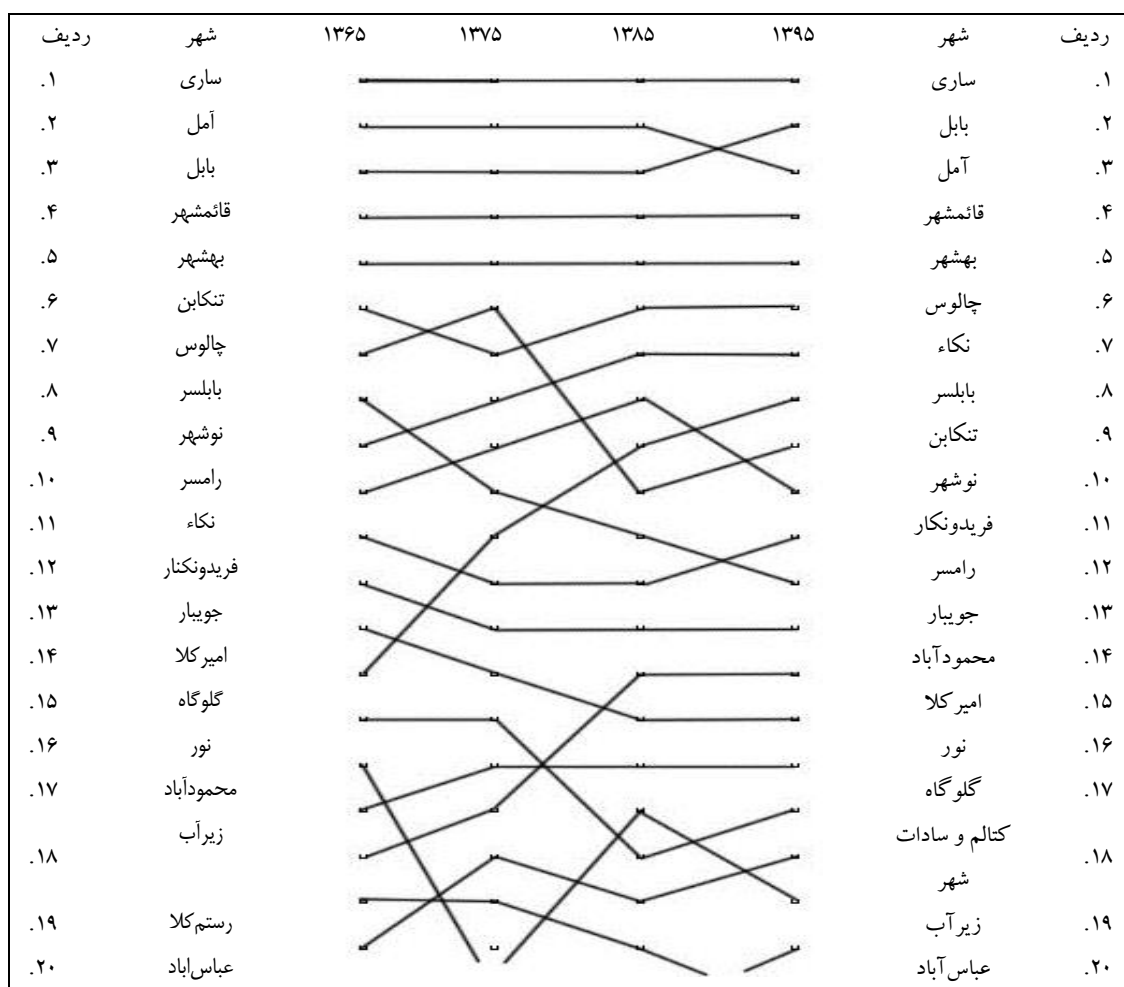 ردیف شهر ۱۳۶۵ ۱۳۷۵ ۱۳۸۵ ۱۳۹۵ شهر ردیف
.۱ ساری ساری .۱
.۲ آمل بابل .۲
.۳ بابل آمل .۳
.۴ قائمشهر قائمشهر .۴
.۵ بهشهر بهشهر .۵
.۶ تنکابن چالوس .۶
.۷ چالوس نکاء .۷
.۸ بابلسر بابلسر .۸
.۹ نوشهر تنکابن .۹
.۱۰ رامسر نوشهر .۱۰
.۱۱ نکاء فریدونکار .۱۱
.۱۲ فریدونکنار رامسر .۱۲
.۱۳ جویبار جویبار .۱۳
.۱۴ امیرکلا محمودآباد .۱۴
.۱۵ گلوگاه امیرکلا .۱۵
.۱۶ نور نور .۱۶
.۱۷ محمودآباد گلوگاه .۱۷
.۱۸ زیرآب کتالم و سادات
شهر .۱۸
.۱۹ رستم‌کلا زیرآب .۱۹
.۲۰ عباس‌اباد عباس‌آباد .۲۰